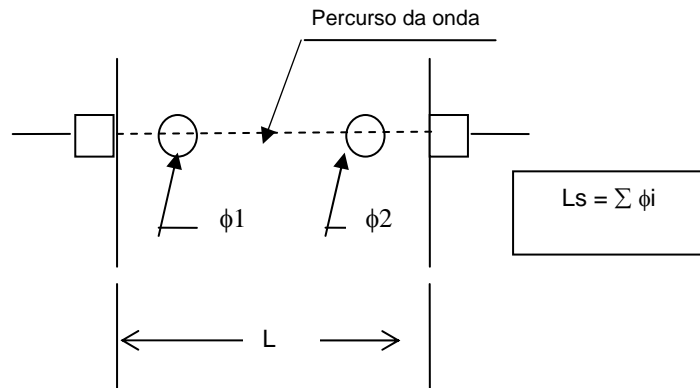 Percurso da onda
ϕ1
ϕ2
Ls = ∑ ϕi
L